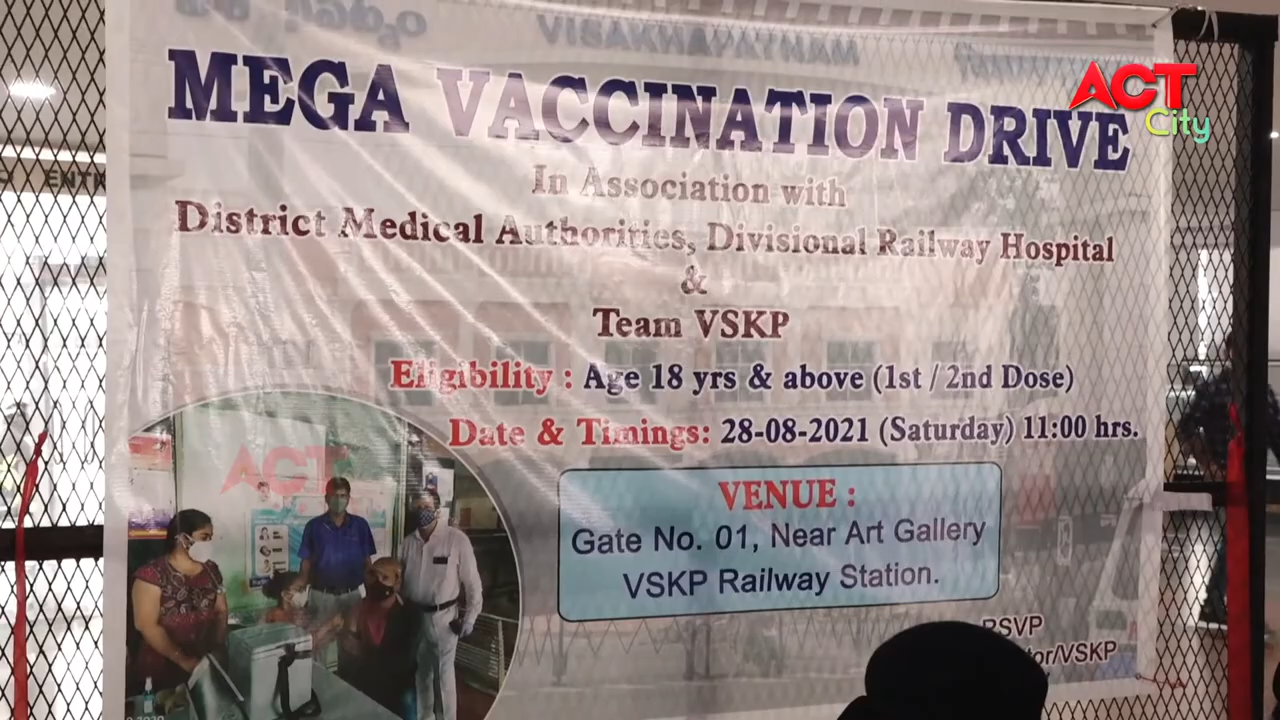 VISAKHAPATNAM
MEGA VACCINATION DRIVE
In Association with
District Medical Authorities, Divisional Railway Hospital
&
Team VSKP
Eligibility : Age 18 yrs & above (1st / 2nd Dose)
Date & Timings: 28-08-2021 (Saturday) 11:00 hrs.
VENUE :
Gate No. 01, Near Art Gallery
VSKP Railway Station.
RSVP
tor/VSKP
ACT
City
ACT